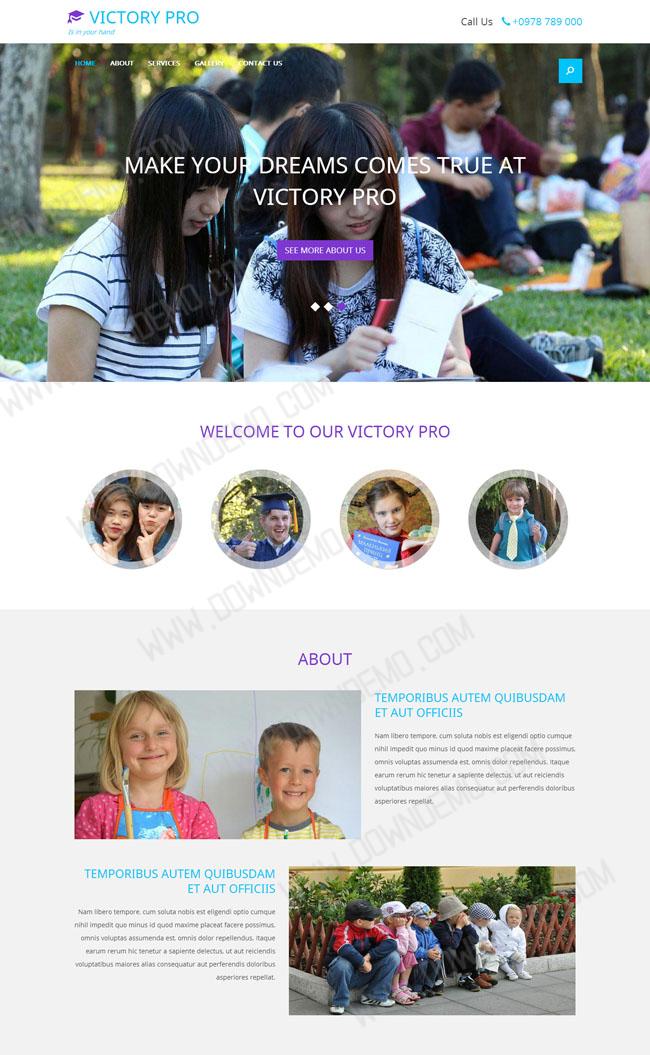 VICTORY PRO
Is in your hand
Call Us +0978 789 000
HOME ABOUT SERVICES GALLERY CONTACT US
MAKE YOUR DREAMS COMES TRUE AT
VICTORY PRO
SEE MORE ABOUT US
WELCOME TO OUR VICTORY PRO
ABOUT
TEMPORIBUS AUTEM QUIBUSDAM
ET AUT OFFICIIS
Nam libero tempore, cum soluta nobis est eligendi optio cumque
nihil impedit quo minus id quod maxime placeat facere possimus,
omnis voluptas assumenda est, omnis dolor repellendus. Itaque
earum rerum hic tenetur a sapiente delectus, ut aut reiciendis
voluptatibus maiores alias consequatur aut perferendis doloribus
asperiores repellat.
TEMPORIBUS AUTEM QUIBUSDAM
ET AUT OFFICIIS
Nam libero tempore, cum soluta nobis est eligendi optio cumque
nihil impedit quo minus id quod maxime placeat facere possimus,
omnis voluptas assumenda est, omnis dolor repellendus. Itaque
earum rerum hic tenetur a sapiente delectus, ut aut reiciendis
voluptatibus maiores alias consequatur aut perferendis doloribus
asperiores repellat.
WWW.DOWNDEMO.COM
WWW.DOWNDEMO.COM
WWW.DOWNDEMO.COM